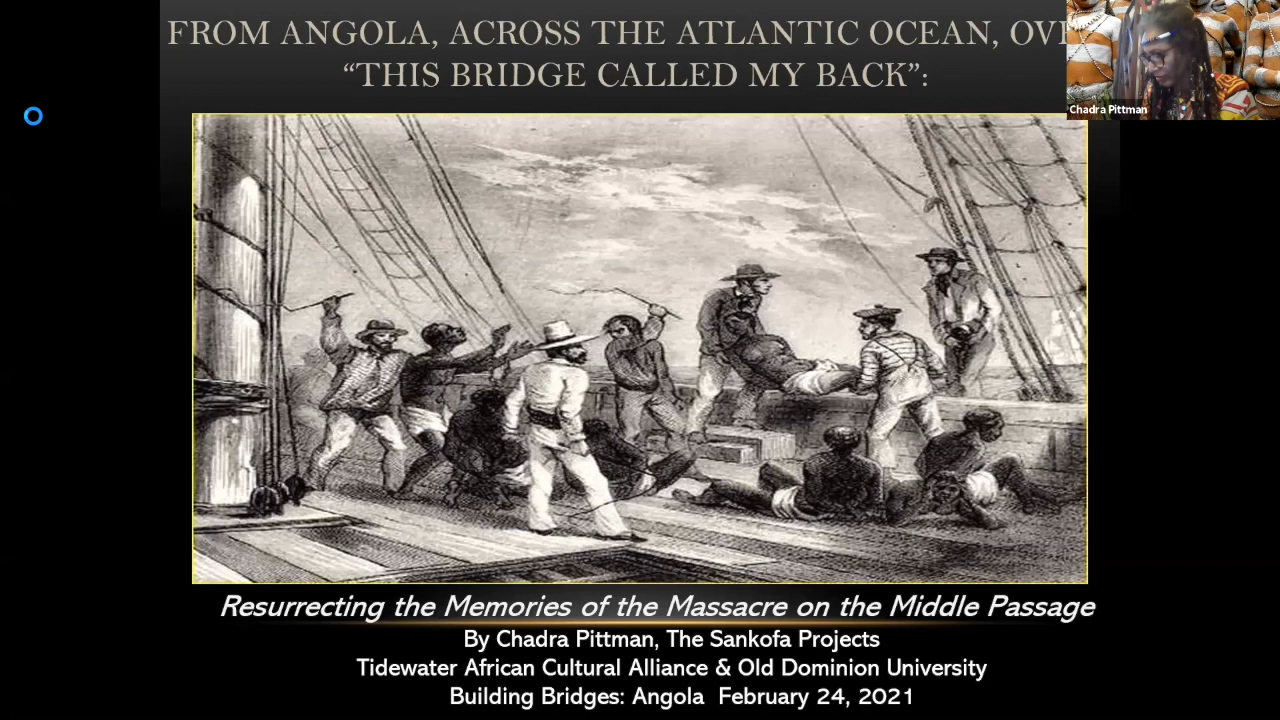 FROM ANGOLA, ACROSS THE ATLANTIC OCEAN,
“THIS BRIDGE CALLED MY BACK”:
Chadra Pittman
Resurrecting the Memories of the Massacre on the Middle Passage
By Chadra Pittman, The Sankofa Projects
Tidewater African Cultural Alliance & Old Dominion University
Building Bridges: Angola February 24, 2021